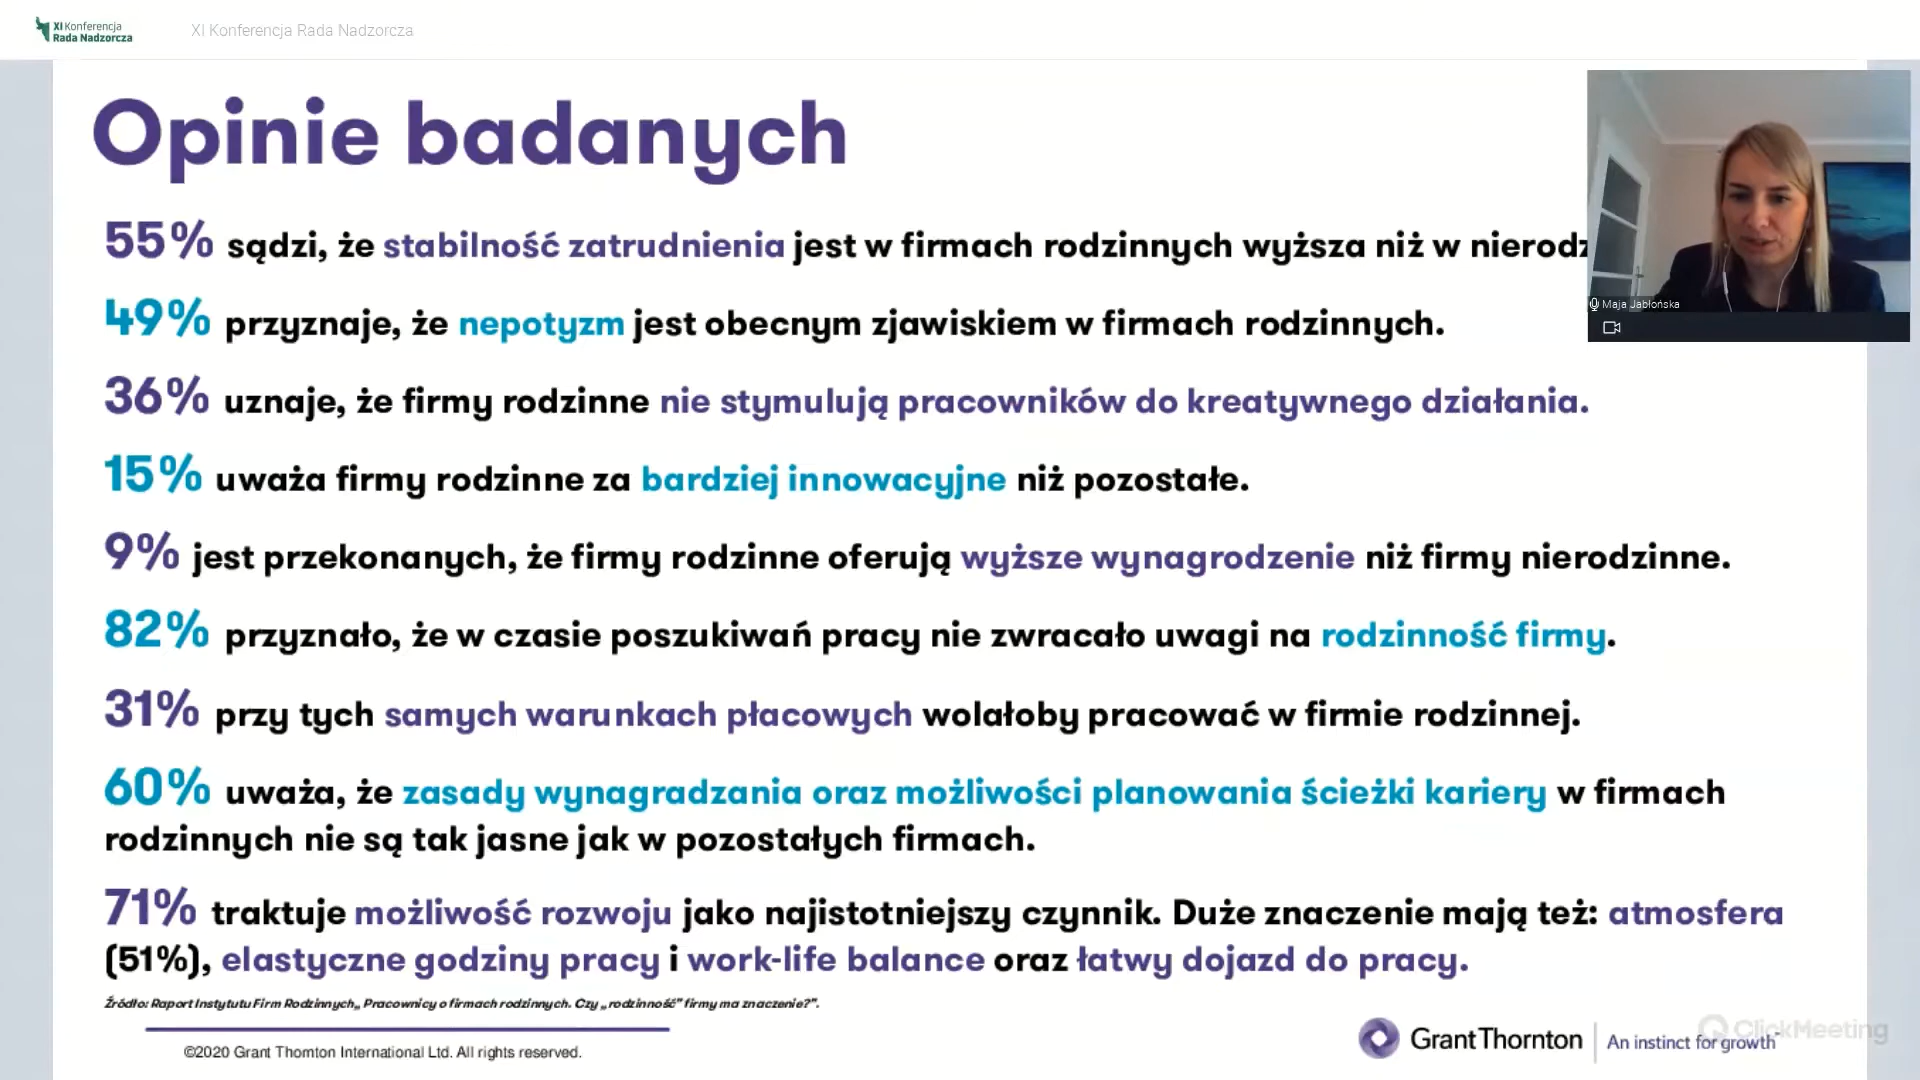 XI Konferencja
Rada Nadzorcza
XI Konferencja Rada Nadzorcza
Opinie badanych
55% sądzi, że stabilność zatrudnienia jest w firmach rodzinnych wyższa niż w nierodz
49% przyznaje, że nepotyzm jest obecnym zjawiskiem w firmach rodzinnych.
Maja Jabłońska
36% uznaje, że firmy rodzinne nie stymulują pracowników do kreatywnego działania.
15% uważa firmy rodzinne za bardziej innowacyjne niż pozostałe.
9% jest przekonanych, że firmy rodzinne oferują wyższe wynagrodzenie niż firmy nierodzinne.
82% przyznało, że w czasie poszukiwań pracy nie zwracało uwagi na rodzinność firmy.
31% przy tych samych warunkach płacowych wolałoby pracować w firmie rodzinnej.
60% uważa, że zasady wynagradzania oraz możliwości planowania ścieżki kariery w firmach
rodzinnych nie są tak jasne jak w pozostałych firmach.
71% traktuje możliwość rozwoju jako najistotniejszy czynnik. Duże znaczenie mają też: atmosfera
(51%), elastyczne godziny pracy i work-life balance oraz łatwy dojazd do pracy.
Źródło: Raport Instytutu Firm Rodzinnych„ Pracownicy o firmach rodzinnych. Czy „rodzinność" firmy ma znaczenie?".
©2020 Grant Thornton International Ltd. All rights reserved.
Grant Thornton
An instinct for growth™
ClickMeeting